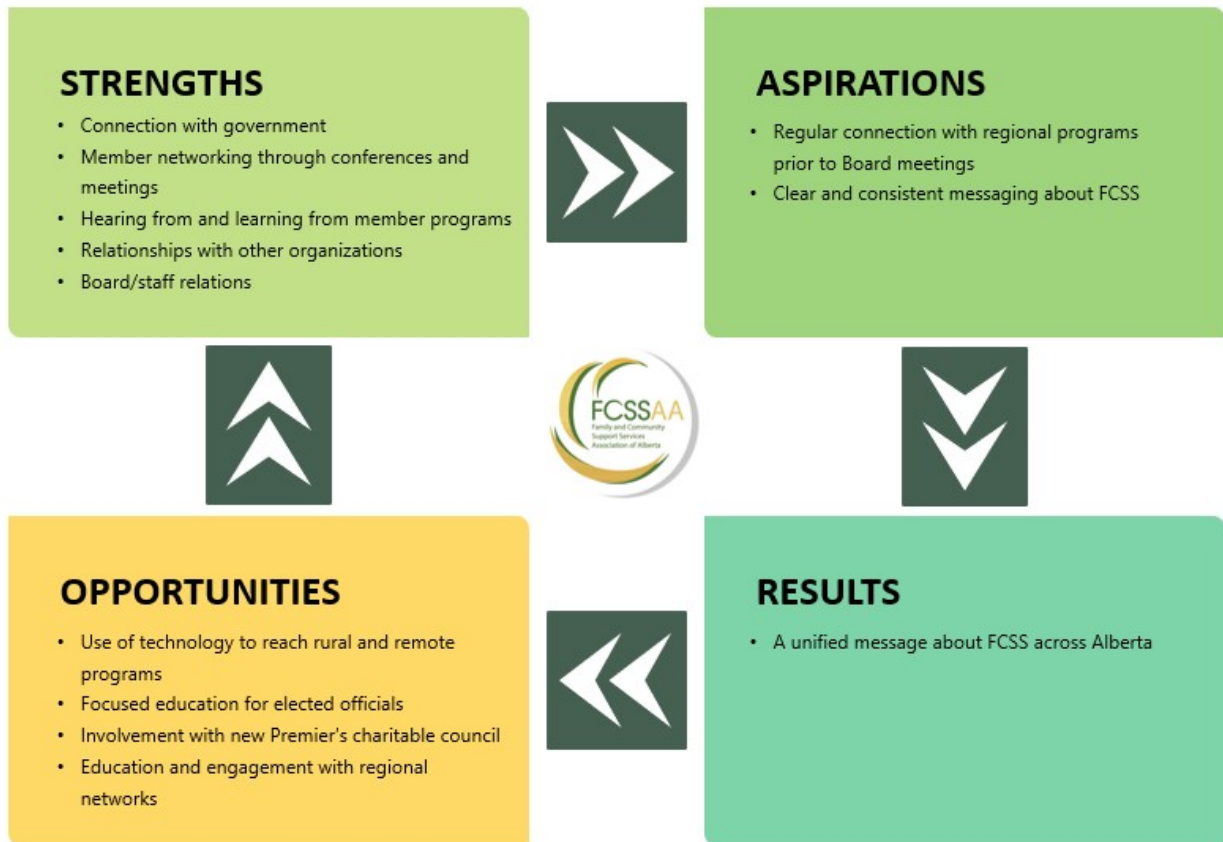 STRENGTHS
• Connection with government
• Member networking through conferences and
meetings
• Hearing from and learning from member programs
• Relationships with other organizations
• Board/staff relations
ASPIRATIONS
• Regular connection with regional programs
prior to Board meetings
• Clear and consistent messaging about FCSS
FCSSAA
Family and Community
Support Services
Association of Alberta
OPPORTUNITIES
• Use of technology to reach rural and remote
programs
• Focused education for elected officials
• Involvement with new Premier's charitable council
• Education and engagement with regional
networks
RESULTS
• A unified message about FCSS across Alberta